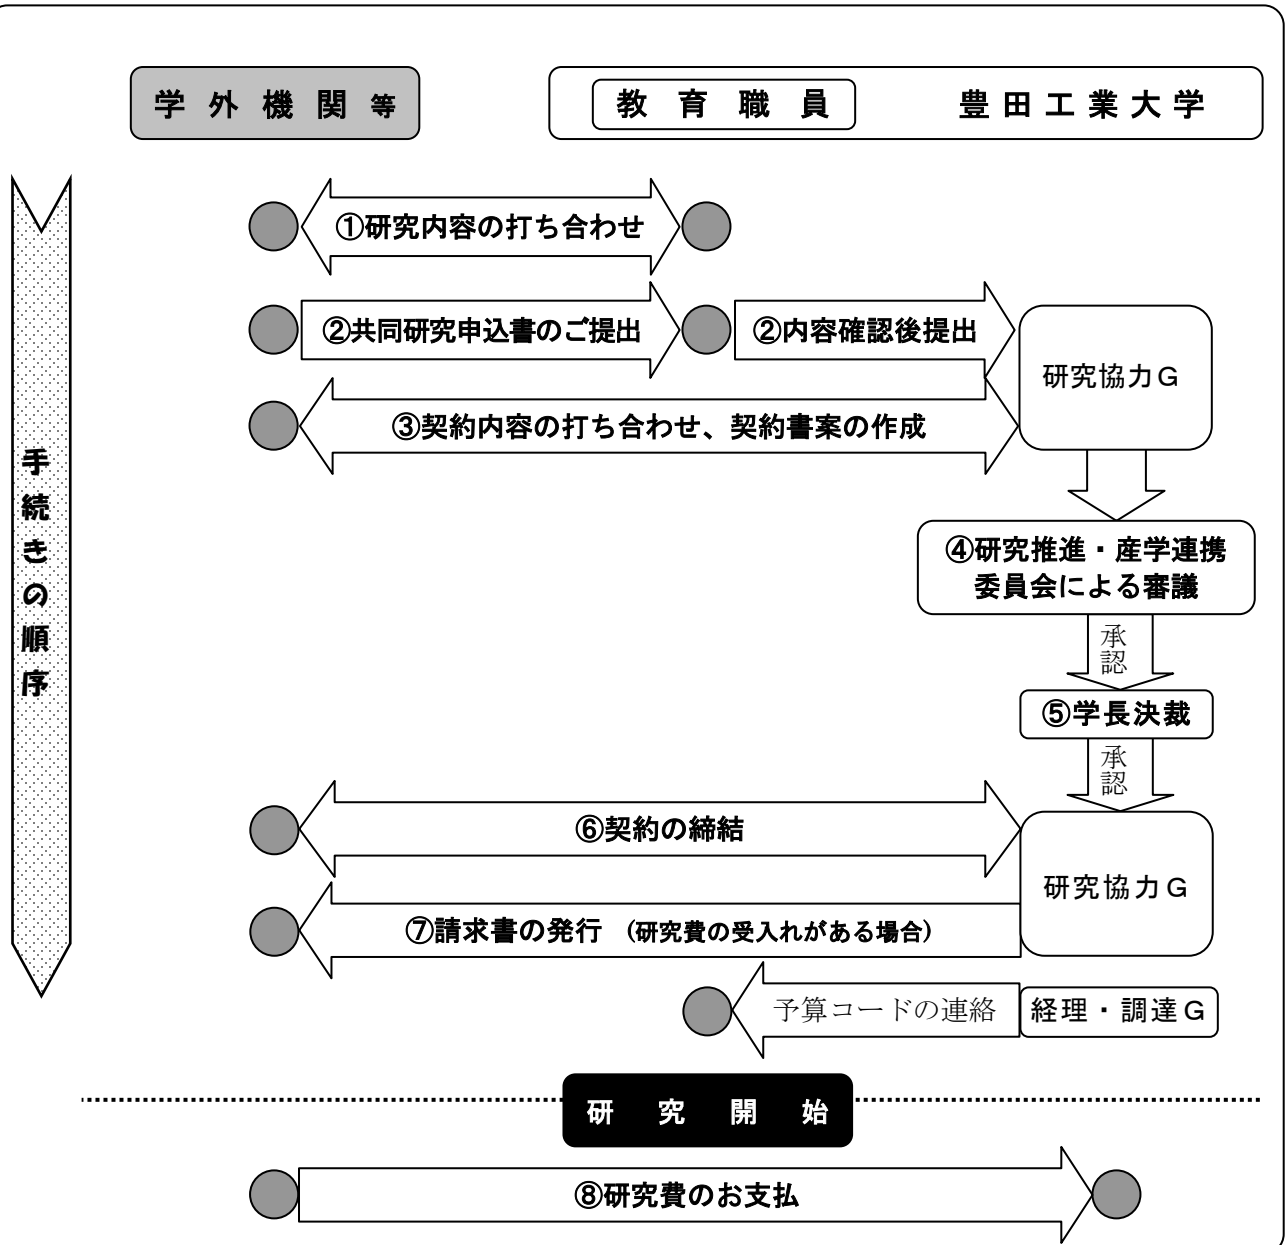 学外機関等
教育職員
豊田工業大学
①研究内容の打ち合わせ
②共同研究申込書のご提出
②内容確認後提出
研究協力G
③契約内容の打ち合わせ、契約書案の作成
手続きの順序
④研究推進・産学連携
委員会による審議
承認
⑤学長決裁
承認
⑥契約の締結
研究協力G
⑦請求書の発行 (研究費の受入れがある場合)
予算コードの連絡
経理・調達G
研究開始
⑧研究費のお支払